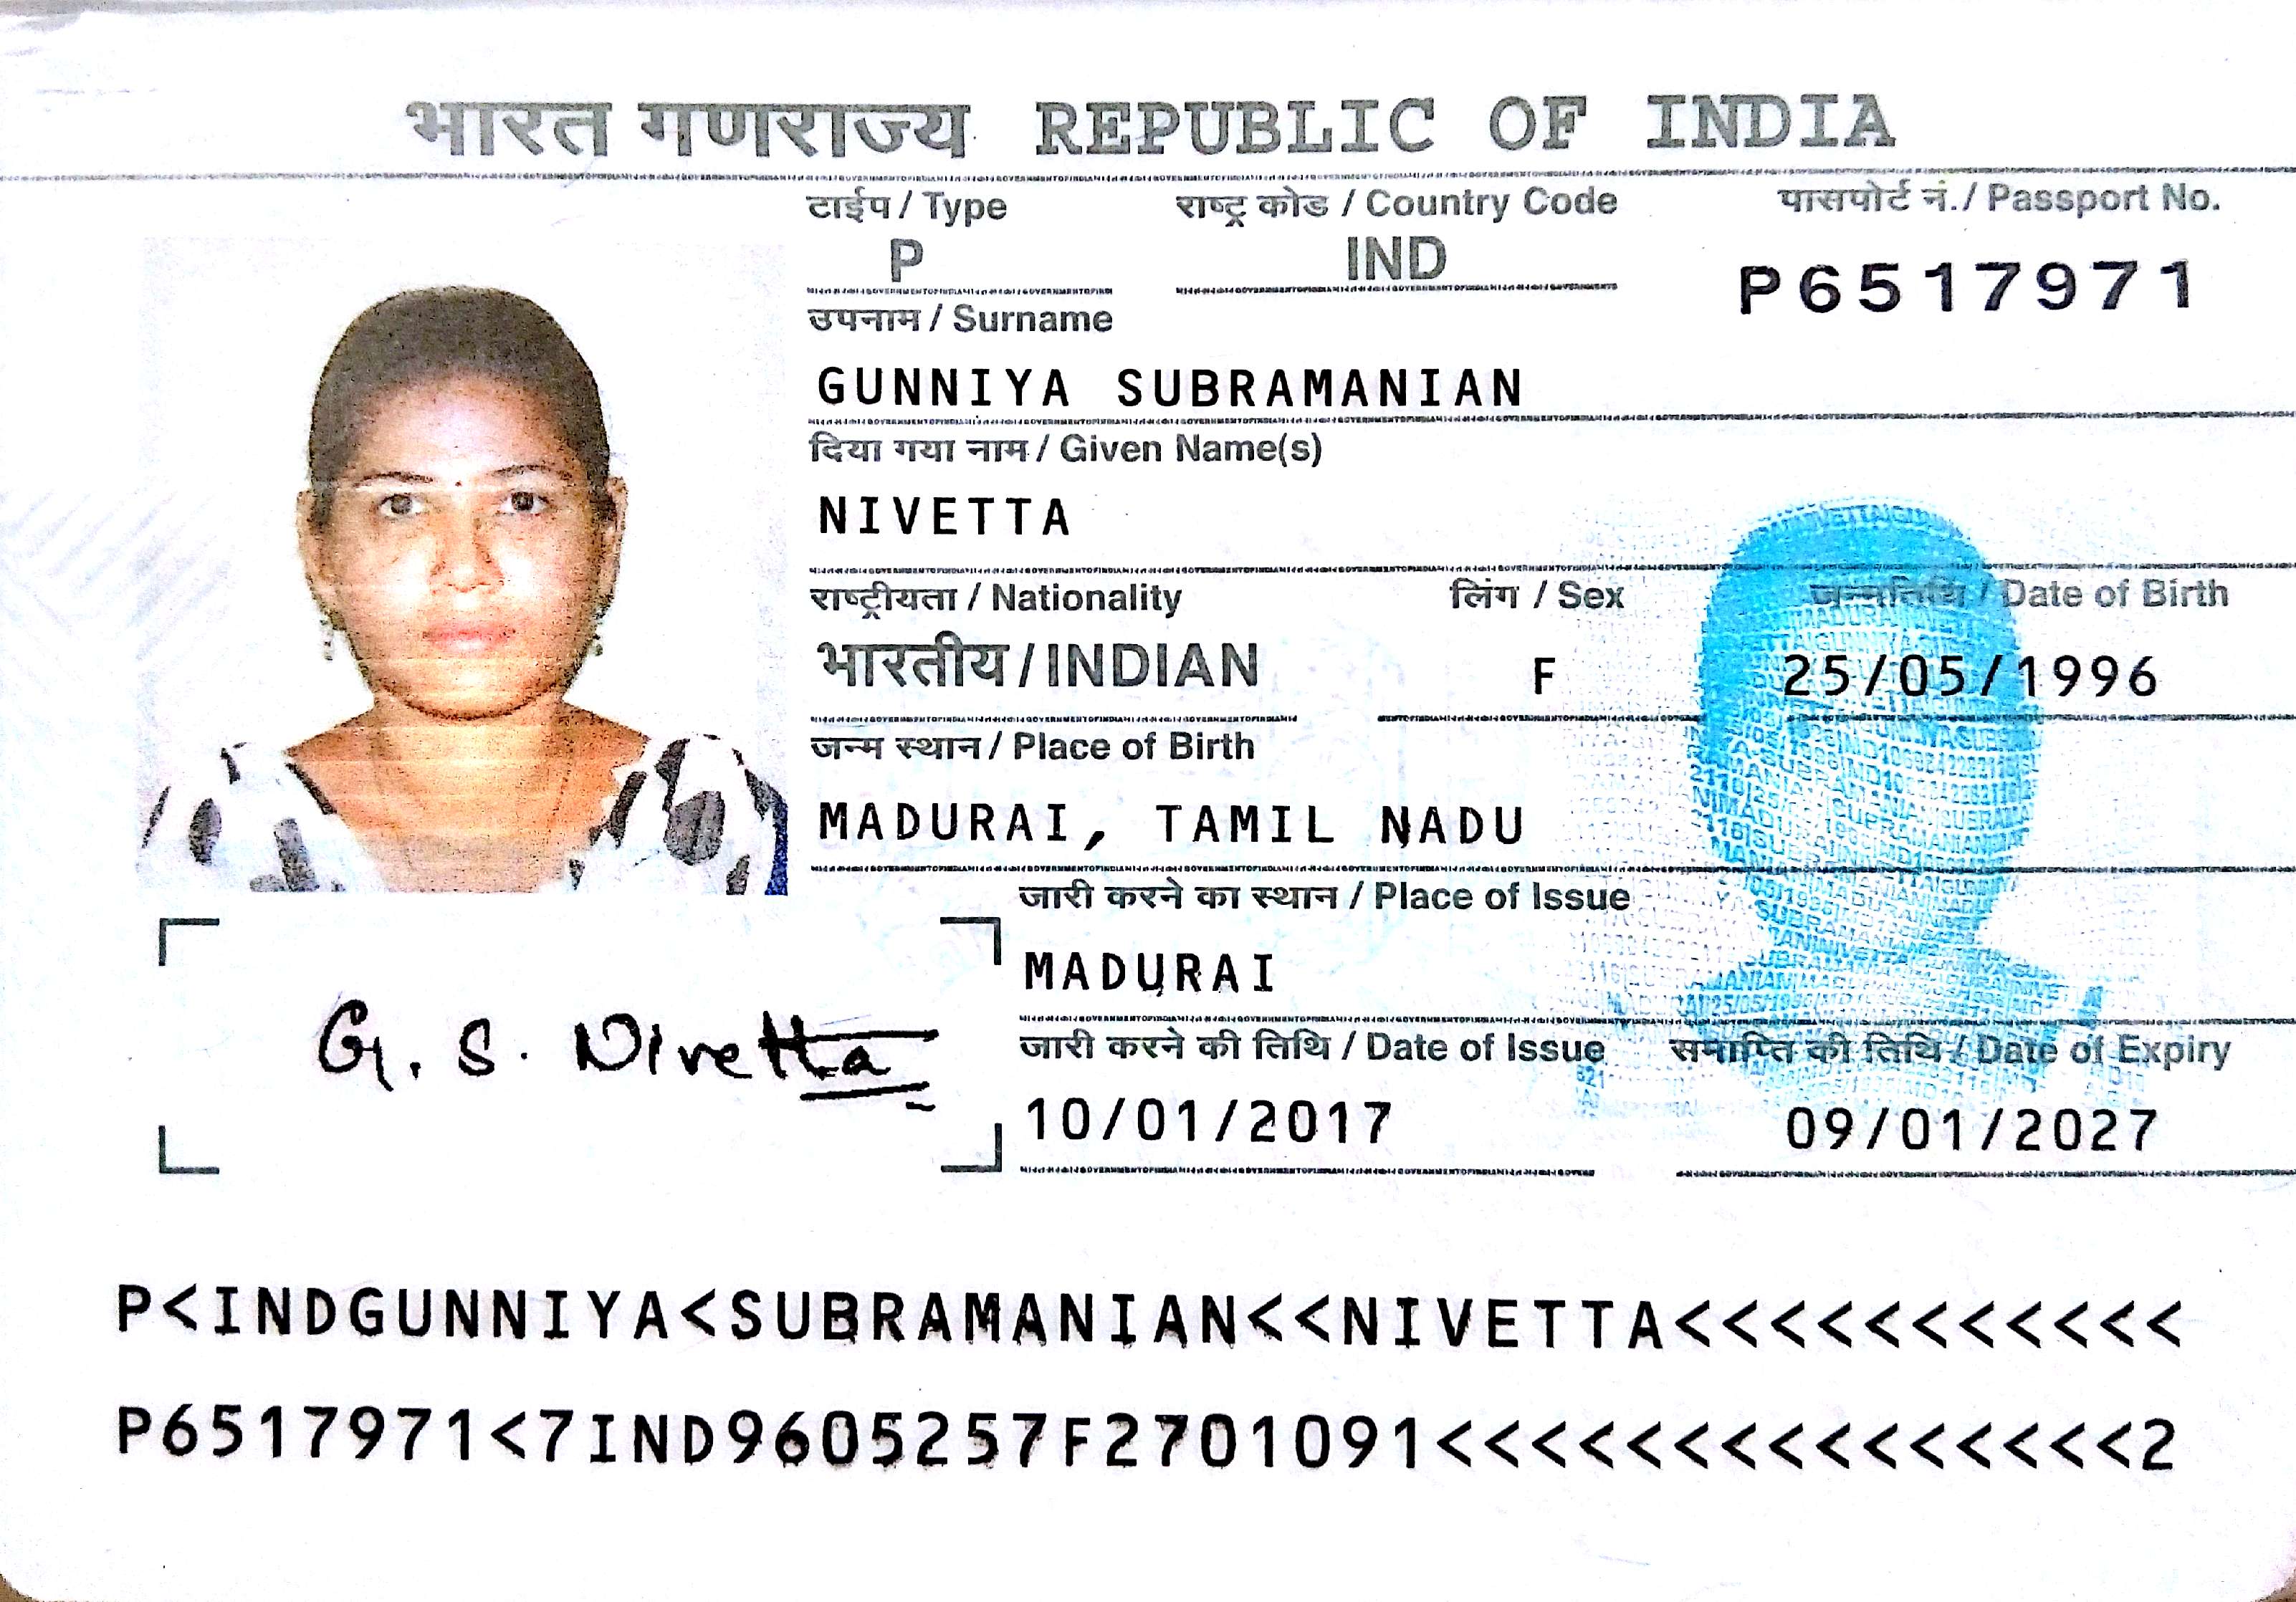 भारत गणराज्य REPUBLIC OF INDIA
टाईप / Type राष्ट्र कोड / Country Code पासपोर्ट नं. / Passport No.
P IND P6517971
उपनाम / Surname
GUNNIYA SUBRAMANIAN
दिया गया नाम / Given Name(s)
NIVETTA
राष्ट्रीयता / Nationality लिंग / Sex जन्मतिथि / Date of Birth
भारतीय / INDIAN F 25/05/1996
जन्म स्थान / Place of Birth
MADURAI, TAMIL NADU
जारी करने का स्थान / Place of Issue
MADURAI
G. S. Nivetta
जारी करने की तिथि / Date of Issue समाप्ति की तिथि / Date of Expiry
10/01/2017 09/01/2027
P<INDGUNNIYA<SUBRAMANIAN<<NIVETTA<<<<<<<<<<<
P6517971<7IND9605257F2701091<<<<<<<<<<<<<<<2